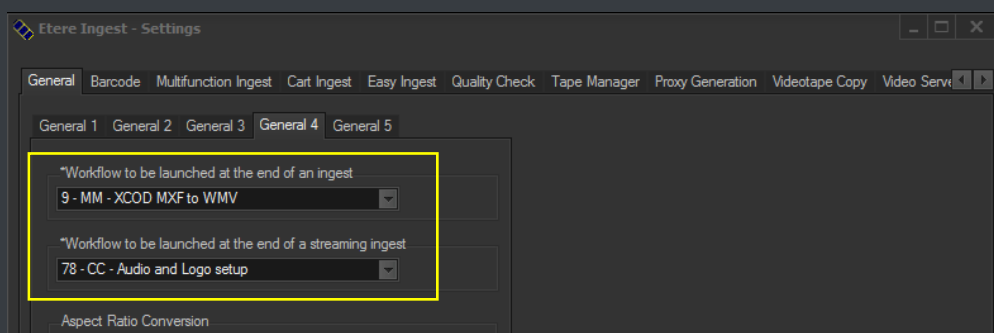 Etere Ingest - Settings
General Barcode Multifunction Ingest Cart Ingest Easy Ingest Quality Check Tape Manager Proxy Generation Videotape Copy Video Serve
General 1 General 2 General 3 General 4 General 5
*Workflow to be launched at the end of an ingest
9 - MM - XCOD MXF to WMV
*Workflow to be launched at the end of a streaming ingest
78 - CC - Audio and Logo setup
Aspect Ratio Conversion